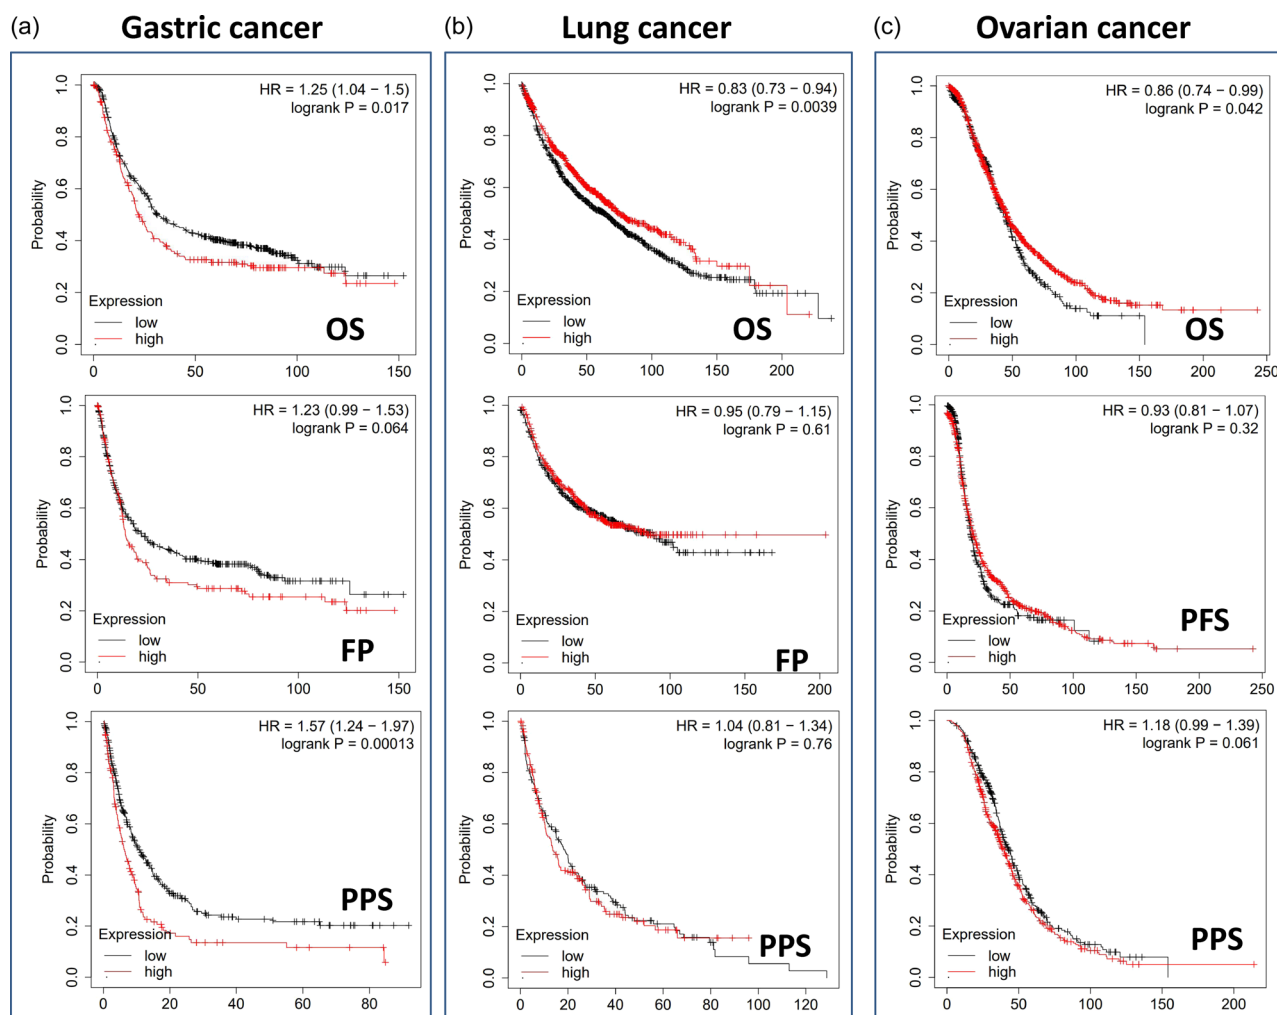 (a) Gastric cancer
HR = 1.25 (1.04 − 1.5)
logrank P = 0.017
Probability
1.0
0.8
0.6
0.4
0.2
0.0
Expression
low
high
OS
0 50 100 150
HR = 1.23 (0.99 − 1.53)
logrank P = 0.064
Probability
1.0
0.8
0.6
0.4
0.2
0.0
Expression
low
high
FP
0 50 100 150
HR = 1.57 (1.24 − 1.97)
logrank P = 0.00013
Probability
1.0
0.8
0.6
0.4
0.2
0.0
PPS
Expression
low
high
0 20 40 60 80
(b) Lung cancer
HR = 0.83 (0.73 − 0.94)
logrank P = 0.0039
Probability
1.0
0.8
0.6
0.4
0.2
0.0
Expression
low
high
OS
0 50 100 150 200
HR = 0.95 (0.79 − 1.15)
logrank P = 0.61
Probability
1.0
0.8
0.6
0.4
0.2
0.0
Expression
low
high
FP
0 50 100 150 200
HR = 1.04 (0.81 − 1.34)
logrank P = 0.76
Probability
1.0
0.8
0.6
0.4
0.2
0.0
Expression
low
high
PPS
0 20 40 60 80 100 120
(c) Ovarian cancer
HR = 0.86 (0.74 − 0.99)
logrank P = 0.042
Probability
1.0
0.8
0.6
0.4
0.2
0.0
Expression
low
high
OS
0 50 100 150 200 250
HR = 0.93 (0.81 − 1.07)
logrank P = 0.32
Probability
1.0
0.8
0.6
0.4
0.2
0.0
Expression
low
high
PFS
0 50 100 150 200 250
HR = 1.18 (0.99 − 1.39)
logrank P = 0.061
Probability
1.0
0.8
0.6
0.4
0.2
0.0
Expression
low
high
PPS
0 50 100 150 200